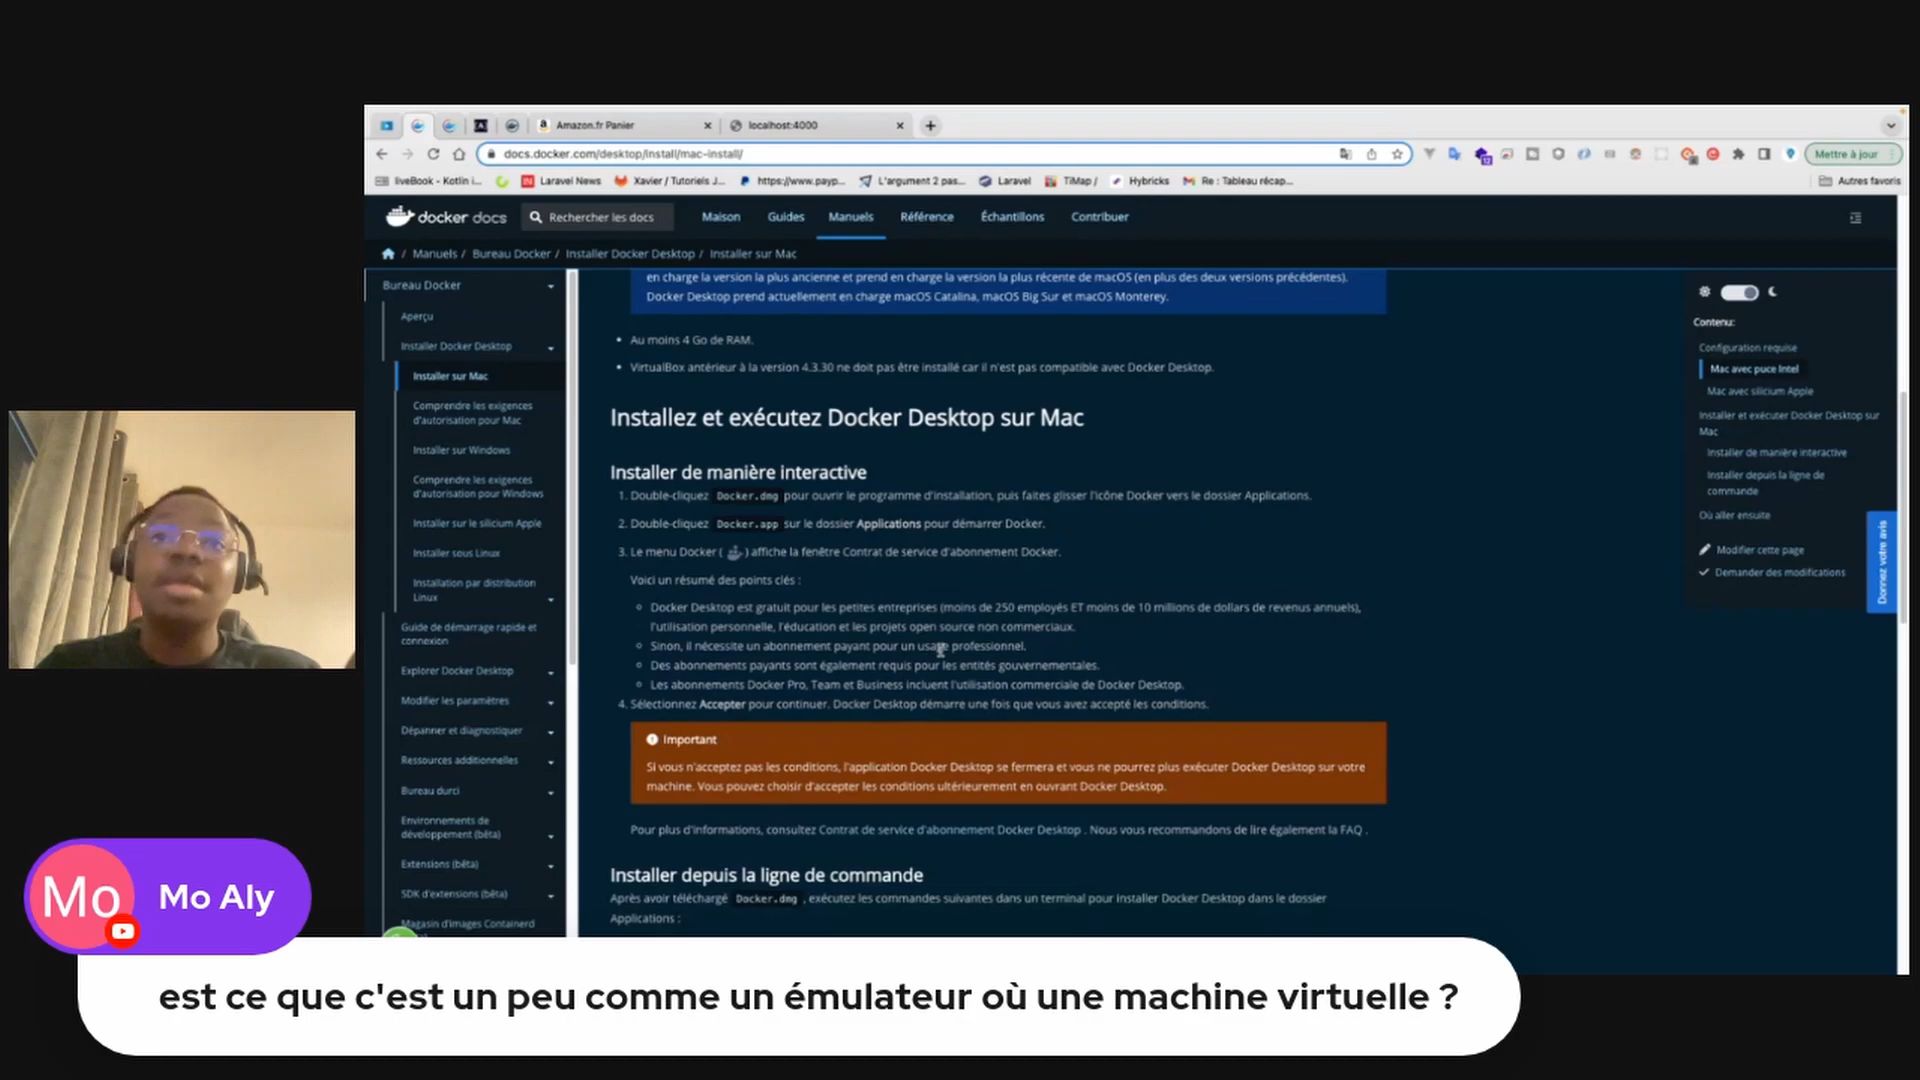 Amazon.fr Panier
localhost:4000
docs.docker.com/desktop/install/mac-install/
Mettre à jour
liveBook - Kotlin i...
Laravel News
Xavier / Tutoriels J...
https://www.payp...
L'argument 2 pas...
Laravel
TiMap /
Hybricks
Re : Tableau récap...
Autres favoris
docker docs
Rechercher les docs
Maison
Guides
Manuels
Référence
Échantillons
Contribuer
/ Manuels / Bureau Docker / Installer Docker Desktop / Installer sur Mac
Bureau Docker
Aperçu
Installer Docker Desktop
Installer sur Mac
Comprendre les exigences
d'autorisation pour Mac
Installer sur Windows
Comprendre les exigences
d'autorisation pour Windows
Installer sur le silicium Apple
Installer sous Linux
Installation par distribution
Linux
Guide de démarrage rapide et
connexion
Explorer Docker Desktop
Modifier les paramètres
Dépanner et diagnostiquer
Ressources additionnelles
Bureau durci
Environnements de
développement (bêta)
Extensions (bêta)
SDK d'extensions (bêta)
Magasin d'images Containerd
en charge la version la plus ancienne et prend en charge la version la plus récente de macOS (en plus des deux versions précédentes).
Docker Desktop prend actuellement en charge macOS Catalina, macOS Big Sur et macOS Monterey.
• Au moins 4 Go de RAM.
• VirtualBox antérieur à la version 4.3.30 ne doit pas être installé car il n'est pas compatible avec Docker Desktop.
Installez et exécutez Docker Desktop sur Mac
Installer de manière interactive
1. Double-cliquez Docker.dmg pour ouvrir le programme d'installation, puis faites glisser l'icône Docker vers le dossier Applications.
2. Double-cliquez Docker.app sur le dossier Applications pour démarrer Docker.
3. Le menu Docker ( ) affiche la fenêtre Contrat de service d'abonnement Docker.
Voici un résumé des points clés :
Docker Desktop est gratuit pour les petites entreprises (moins de 250 employés ET moins de 10 millions de dollars de revenus annuels),
l'utilisation personnelle, l'éducation et les projets open source non commerciaux.
Sinon, il nécessite un abonnement payant pour un usage professionnel.
Des abonnements payants sont également requis pour les entités gouvernementales.
Les abonnements Docker Pro, Team et Business incluent l'utilisation commerciale de Docker Desktop.
4. Sélectionnez Accepter pour continuer. Docker Desktop démarre une fois que vous avez accepté les conditions.
Important
Si vous n'acceptez pas les conditions, l'application Docker Desktop se fermera et vous ne pourrez plus exécuter Docker Desktop sur votre
machine. Vous pouvez choisir d'accepter les conditions ultérieurement en ouvrant Docker Desktop.
Pour plus d'informations, consultez Contrat de service d'abonnement Docker Desktop . Nous vous recommandons de lire également la FAQ .
Installer depuis la ligne de commande
Après avoir téléchargé Docker.dmg , exécutez les commandes suivantes dans un terminal pour installer Docker Desktop dans le dossier
Applications :
Contenu:
Configuration requise
Mac avec puce Intel
Mac avec silicium Apple
Installer et exécuter Docker Desktop sur
Mac
Installer de manière interactive
Installer depuis la ligne de
commande
Où aller ensuite
Modifier cette page
Demander des modifications
Donnez votre avis
Mo
Mo Aly
est ce que c'est un peu comme un émulateur où une machine virtuelle ?